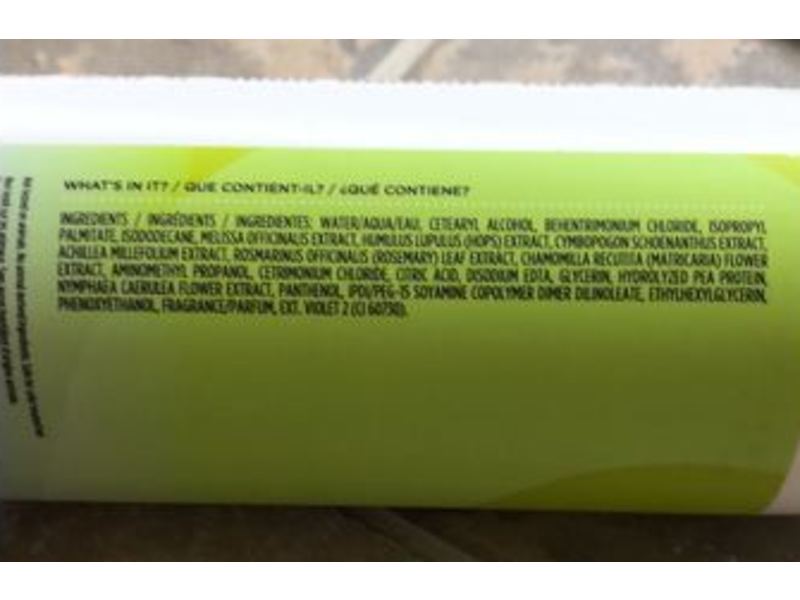 WHAT'S IN IT? / QUE CONTIENT-IL? / ¿QUÉ CONTIENE?
INGREDIENTS / INGRÉDIENTS / INGREDIENTES: WATER/AQUA/EAU, CETEARYL ALCOHOL, BEHENTRIMONIUM CHLORIDE, ISOPROPYL
PALMITATE, ISODODECANE, MELISSA OFFICINALIS EXTRACT, HUMULUS LUPULUS (HOPS) EXTRACT, CYMBOPOGON SCHOENANTHUS EXTRACT,
ACHILLEA MILLEFOLIUM EXTRACT, ROSMARINUS OFFICINALIS (ROSEMARY) LEAF EXTRACT, CHAMOMILLA RECUTITA (MATRICARIA) FLOWER
EXTRACT, AMINOMETHYL PROPANOL, CETRIMONIUM CHLORIDE, CITRIC ACID, DISODIUM EDTA, GLYCERIN, HYDROLYZED PEA PROTEIN,
NYMPHAEA CAERULEA FLOWER EXTRACT, PANTHENOL, IPDI/PEG-15 SOYAMINE COPOLYMER DIMER DILINOLEATE, ETHYLHEXYLGLYCERIN,
PHENOXYETHANOL, FRAGRANCE/PARFUM, EXT. VIOLET 2 (CI 60730).